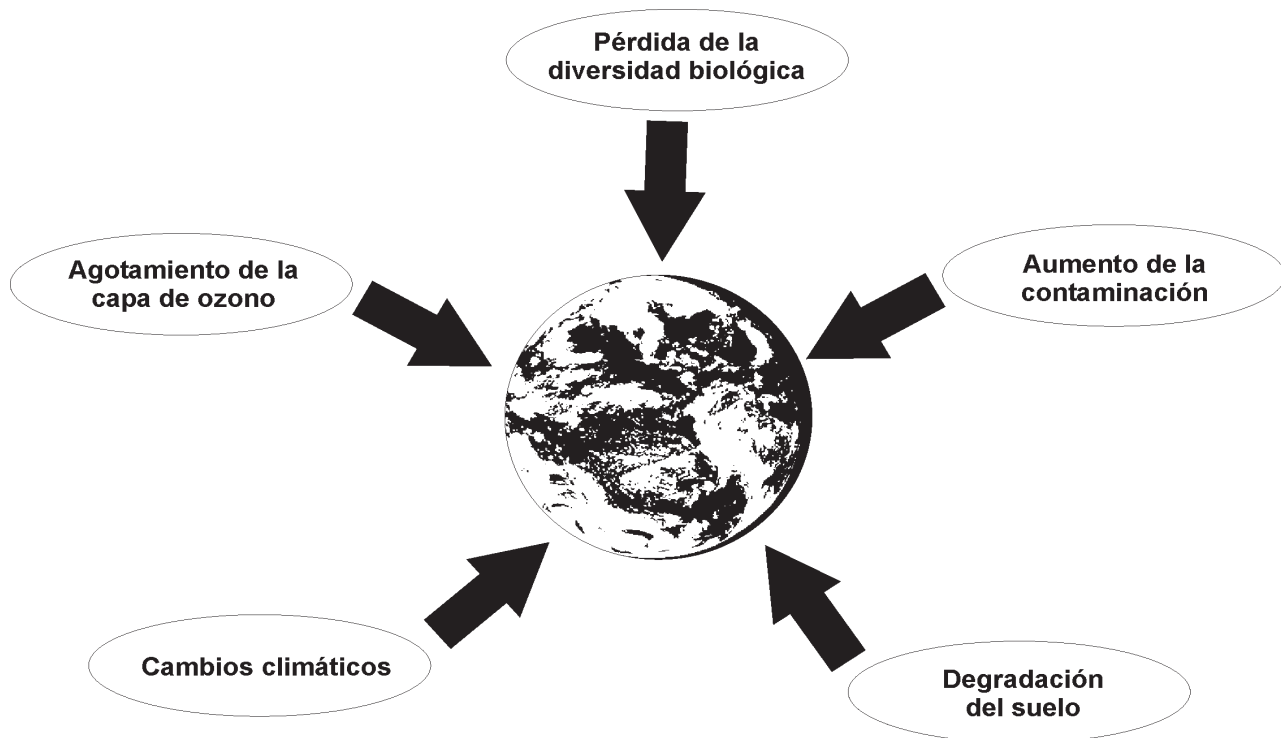 Pérdida de la
diversidad biológica
Agotamiento de la
capa de ozono
Aumento de la
contaminación
Cambios climáticos
Degradación
del suelo